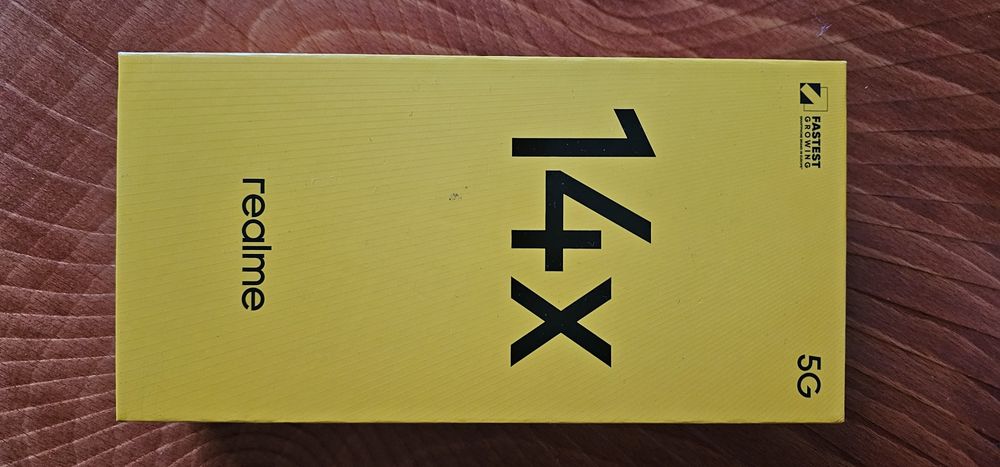 FASTEST
GROWING
5G
14x
realme